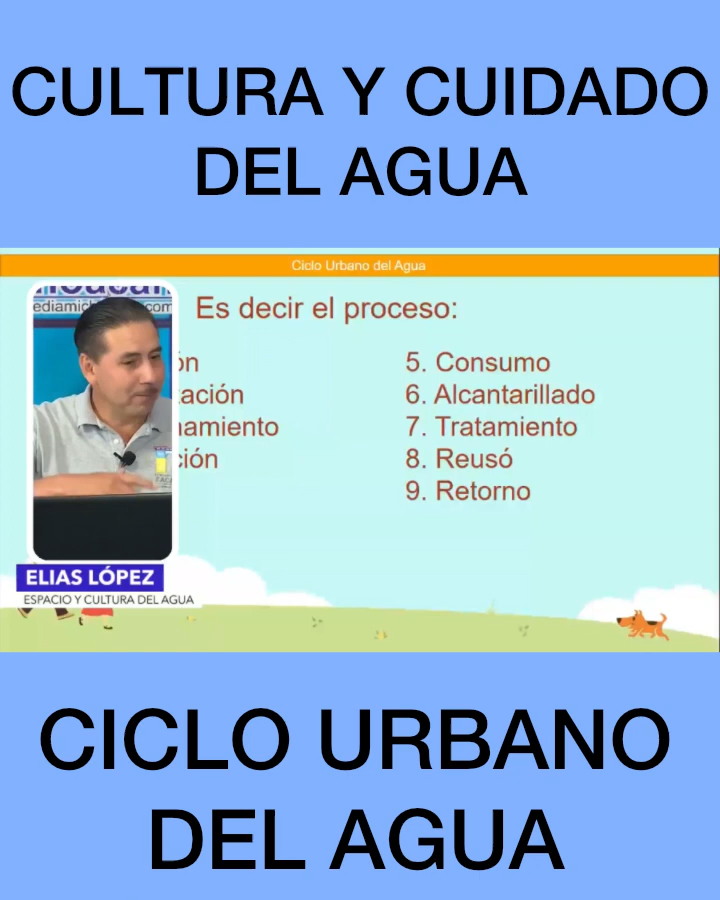 CULTURA Y CUIDADO
DEL AGUA
Ciclo Urbano del Agua
Es decir el proceso:
5. Consumo
6. Alcantarillado
7. Tratamiento
8. Reusó
9. Retorno
ELIAS LÓPEZ
ESPACIO Y CULTURA DEL AGUA
CICLO URBANO
DEL AGUA